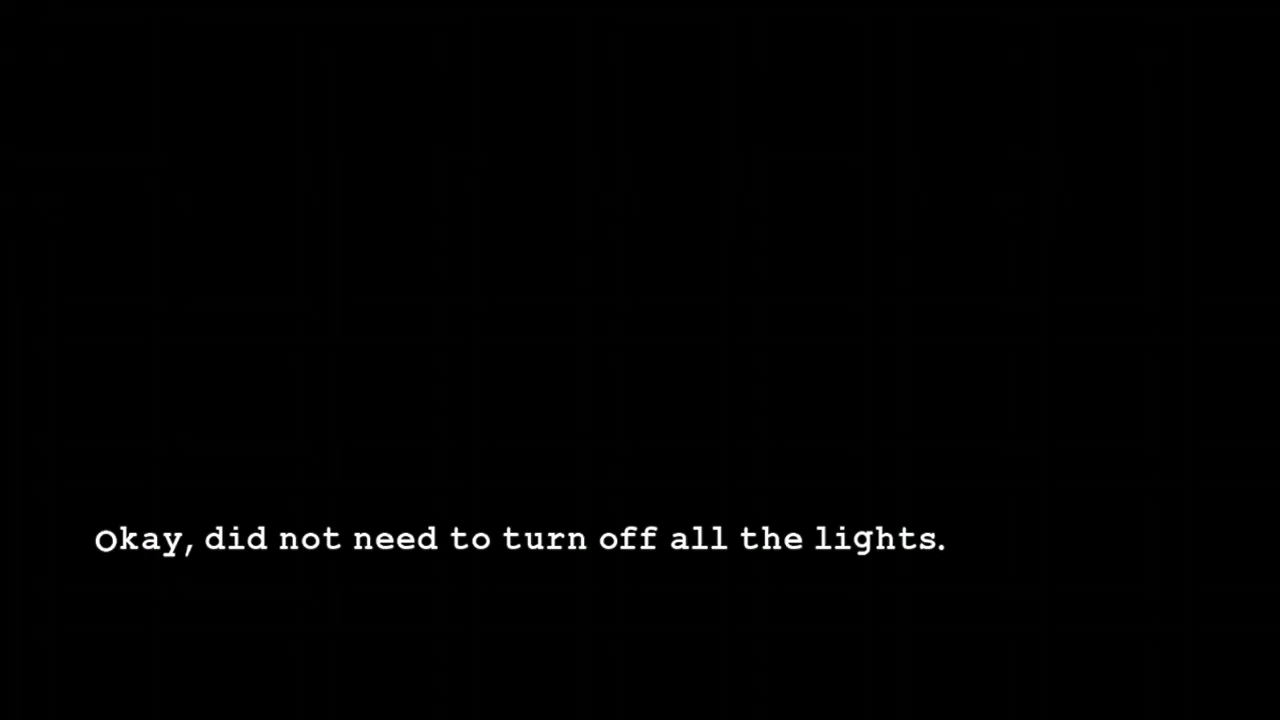 Okay, did not need to turn off all the lights.